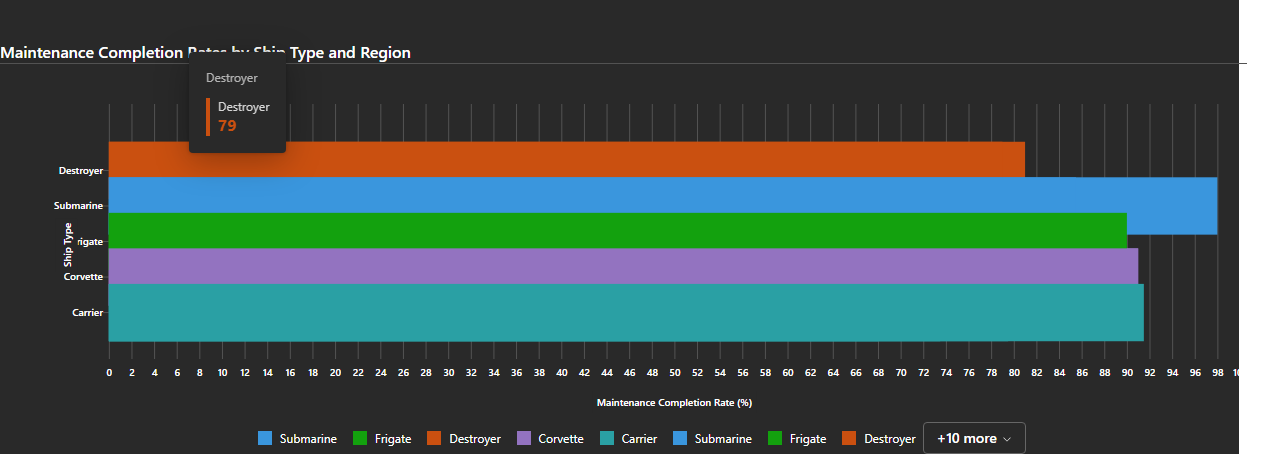 Maintenance Completion Rates by Ship Type and Region
Destroyer
Destroyer
79
Destroyer
Submarine
rigate
Corvette
Carrier
Ship Type
0 2 4 6 8 10 12 14 16 18 20 22 24 26 28 30 32 34 36 38 40 42 44 46 48 50 52 54 56 58 60 62 64 66 68 70 72 74 76 78 80 82 84 86 88 90 92 94 96 98
Maintenance Completion Rate (%)
Submarine Frigate Destroyer Corvette Carrier Submarine Frigate Destroyer +10 more